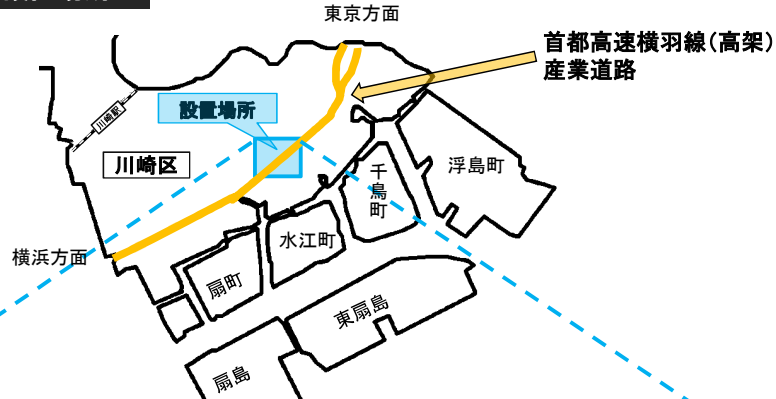 東京方面
首都高速横羽線(高架)
産業道路
川崎駅
設置場所
川崎区
千鳥町
浮島町
水江町
横浜方面
扇町
東扇島
扇島